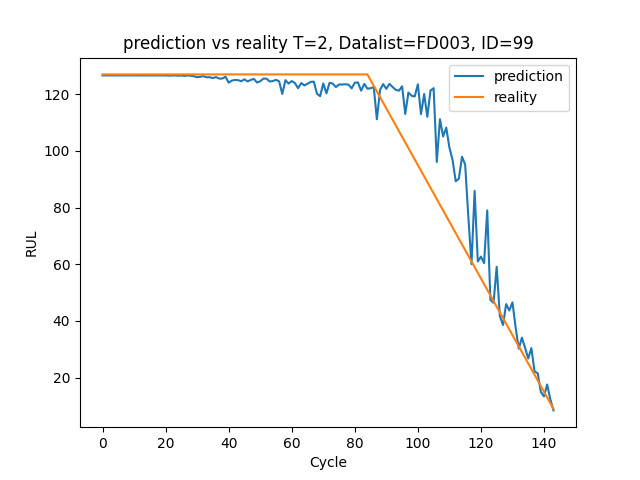 prediction vs reality T=2, Datalist=FD003, ID=99
prediction
reality
RUL
120
100
80
60
40
20
0 20 40 60 80 100 120 140
Cycle